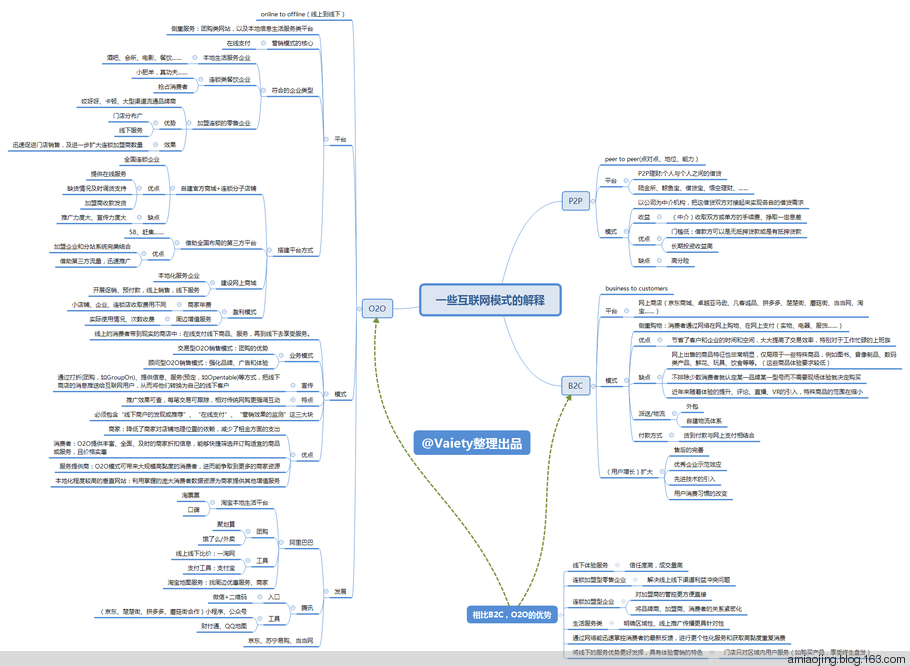 online to offline（线上到线下）
侧重服务：团购类网站，以及本地信息生活服务类平台
在线支付
营销模式的核心
酒吧、会所、电影、餐饮……
本地生活服务企业
小肥羊，真功夫……
抢占消费者
连锁类餐饮企业
符合的企业类型
哎呀呀、卡顿、大型渠道流通品牌商
门店分布广
线下服务
优势
迅速促进门店销售，及进一步扩大连锁加盟商数量
效果
加盟连锁的零售企业
平台
全国连锁企业
提供在线服务
缺货情况及时调货支持
加盟商收款发货
优点
推广力度大、宣传力度大
缺点
自建官方商城+连锁分子店铺
58、赶集……
加盟企业和分站系统完美结合
借助第三方流量，迅速推广
优点
借助全国布局的第三方平台
搭建平台方式
本地化服务企业
开展促销、预付款，线上销售，线下服务
建设网上商城
小店铺、企业、连锁店收取费用不同
商家年费
实际使用情况、次数收费
周边增值服务
盈利模式
O2O
线上的消费者带到现实的商店中：在线支付线下商品、服务，再到线下去享受服务。
交易型O2O销售模式：团购的优势
顾问型O2O销售模式：强化品牌、广告和体验
业务模式
通过打折(团购，如GroupOn)、提供信息、服务(预定，如Opentable)等方式，把线下
商店的消息推送给互联网用户，从而将他们转换为自己的线下客户
宣传
推广效果可查，每笔交易可跟踪，相对传统网购更强调互动
特点
模式
必须包含“线下商户的发现或推荐”、“在线支付”、“营销效果的监测”这三大块
商家：降低了商家对店铺地理位置的依赖，减少了租金方面的支出
消费者：O2O提供丰富、全面、及时的商家折扣信息，能够快捷筛选并订购适宜的商品
或服务，且价格实惠
优点
服务提供商：O2O模式可带来大规模高黏度的消费者，进而能争取到更多的商家资源
本地化程度较高的垂直网站：利用掌握的庞大消费者数据资源为商家提供其他增值服务
淘票票
口碑
淘宝本地生活平台
聚划算
饿了么/外卖
团购
线上线下比价：一淘网
支付工具：支付宝
工具
阿里巴巴
淘宝地图服务：找周边优惠服务、商家
微信+二维码
入口
（京东、楚楚街、拼多多、蘑菇街合作）小程序、公众号
财付通、QQ地图
工具
腾讯
发展
京东、苏宁易购、当当网
一些互联网模式的解释
@Vaiety整理出品
P2P
peer to peer(点对点、地位、能力 )
P2P理财:个人与个人之间的借贷
平台
陆金所、鲸鱼宝、借贷宝、悟空理财、……
以公司为中介机构，把这借贷双方对接起来实现各自的借贷需求
收益
（中介）收取双方或单方的手续费、挣取一定息差
模式
优点
门槛低：借款方可以是无抵押贷款或是有抵押贷款
长期投资收益高
缺点
高分险
B2C
business to customers
平台
网上商店（京东商城、卓越亚马逊、凡客诚品、拼多多、楚楚街、蘑菇街、当当网、淘
宝……）
侧重购物：消费者通过网络在网上购物、在网上支付（实物、电器、服饰……）
优点
节省了客户和企业的时间和空间，大大提高了交易效率，特别对于工作忙碌的上班族
模式
网上出售的商品特征也非常明显，仅局限于一些特殊商品，例如图书、音像制品、数码
类产品、鲜花、玩具、饮食等等。（这些商品体验要求较低）
缺点
不排除少数消费者就认定某一品牌某一型号而不需要现场体验就决定购买
近年来随着体验的提升、评论、直播、VR的引入，特殊商品的范围在缩小
派送/物流
外包
自建物流体系
付款方式
货到付款与网上支付相结合
售后的完善
优秀企业示范效应
（用户增长）扩大
先进技术的引入
用户消费习惯的改变
相比B2C，O2O的优势
线下体验服务
信任度高，成交量高
连锁加盟型零售企业
解决线上线下渠道利益冲突问题
连锁加盟型企业
对加盟商的管控更方便直接
将品牌商、加盟商、消费者的关系紧密化
生活服务类
明确区域性、线上推广传播更具针对性
通过网络能迅速掌控消费者的最新反馈，进行更个性化服务和获取高黏度重复消费
将线下的服务优势更好发挥，具有体验营销的特色
门店只对区域内用户服务
amiaojing.blog.163.com